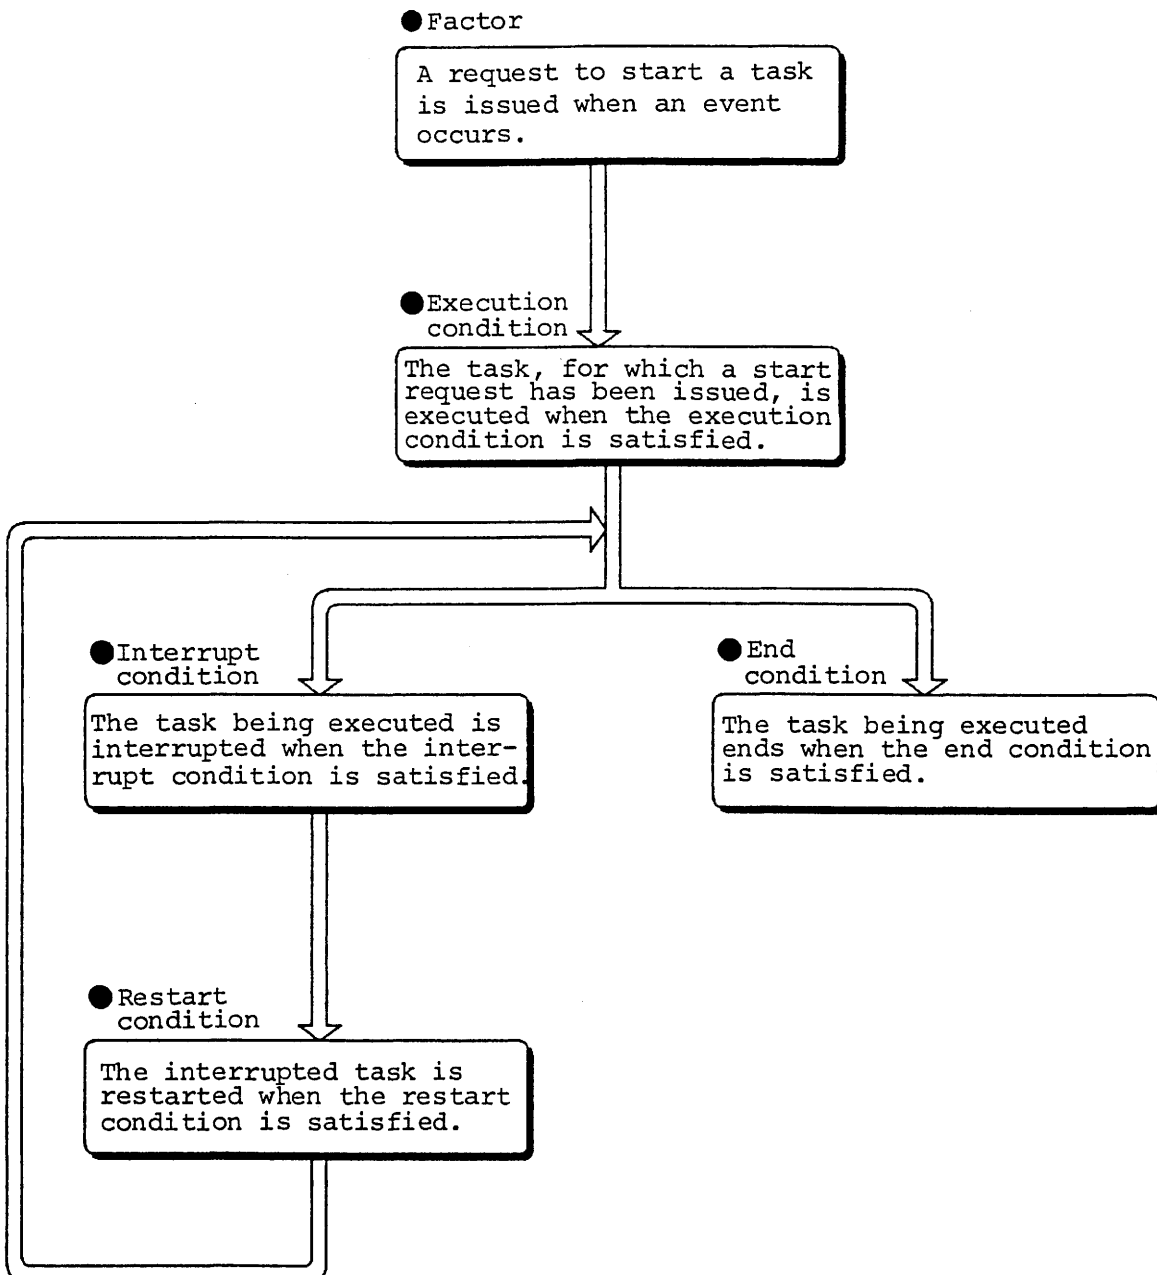 Factor
A request to start a task
is issued when an event
occurs.
Execution
condition
The task, for which a start
request has been issued, is
executed when the execution
condition is satisfied.
Interrupt
condition
The task being executed is
interrupted when the inter-
rupt condition is satisfied.
End
condition
The task being executed
ends when the end condition
is satisfied.
Restart
condition
The interrupted task is
restarted when the restart
condition is satisfied.